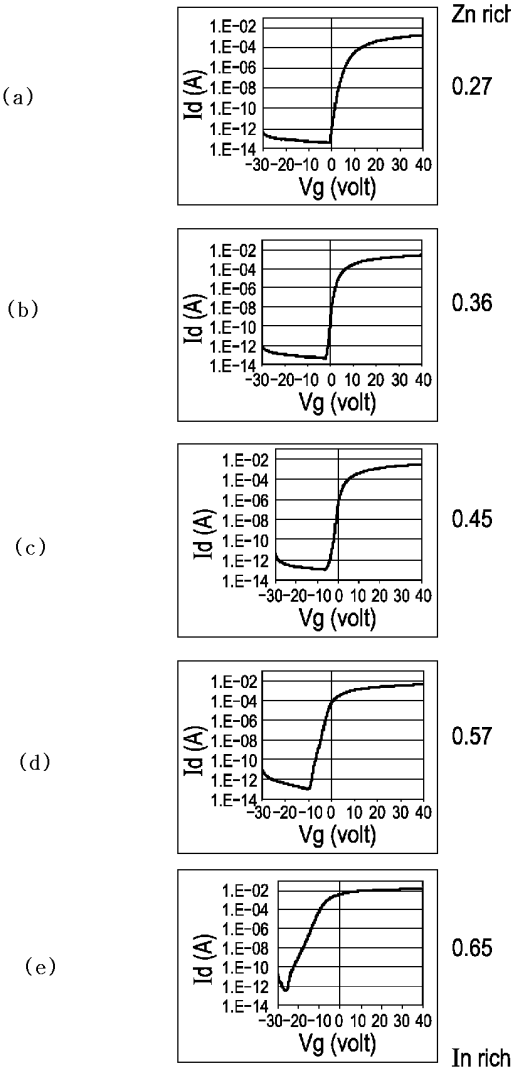 Zn rich
(a)
Id (A)
1.E−02
1.E−04
1.E−06
1.E−08
1.E−10
1.E−12
1.E−14
−30−20−10 0 10 20 30 40
Vg (volt)
0.27
(b)
Id (A)
1.E−02
1.E−04
1.E−06
1.E−08
1.E−10
1.E−12
1.E−14
−30−20−10 0 10 20 30 40
Vg (volt)
0.36
(c)
Id (A)
1.E−02
1.E−04
1.E−06
1.E−08
1.E−10
1.E−12
1.E−14
−30−20−10 0 10 20 30 40
Vg (volt)
0.45
(d)
Id (A)
1.E−02
1.E−04
1.E−06
1.E−08
1.E−10
1.E−12
1.E−14
−30−20−10 0 10 20 30 40
Vg (volt)
0.57
(e)
Id (A)
1.E−02
1.E−04
1.E−06
1.E−08
1.E−10
1.E−12
1.E−14
−30−20−10 0 10 20 30 40
Vg (volt)
0.65
In rich